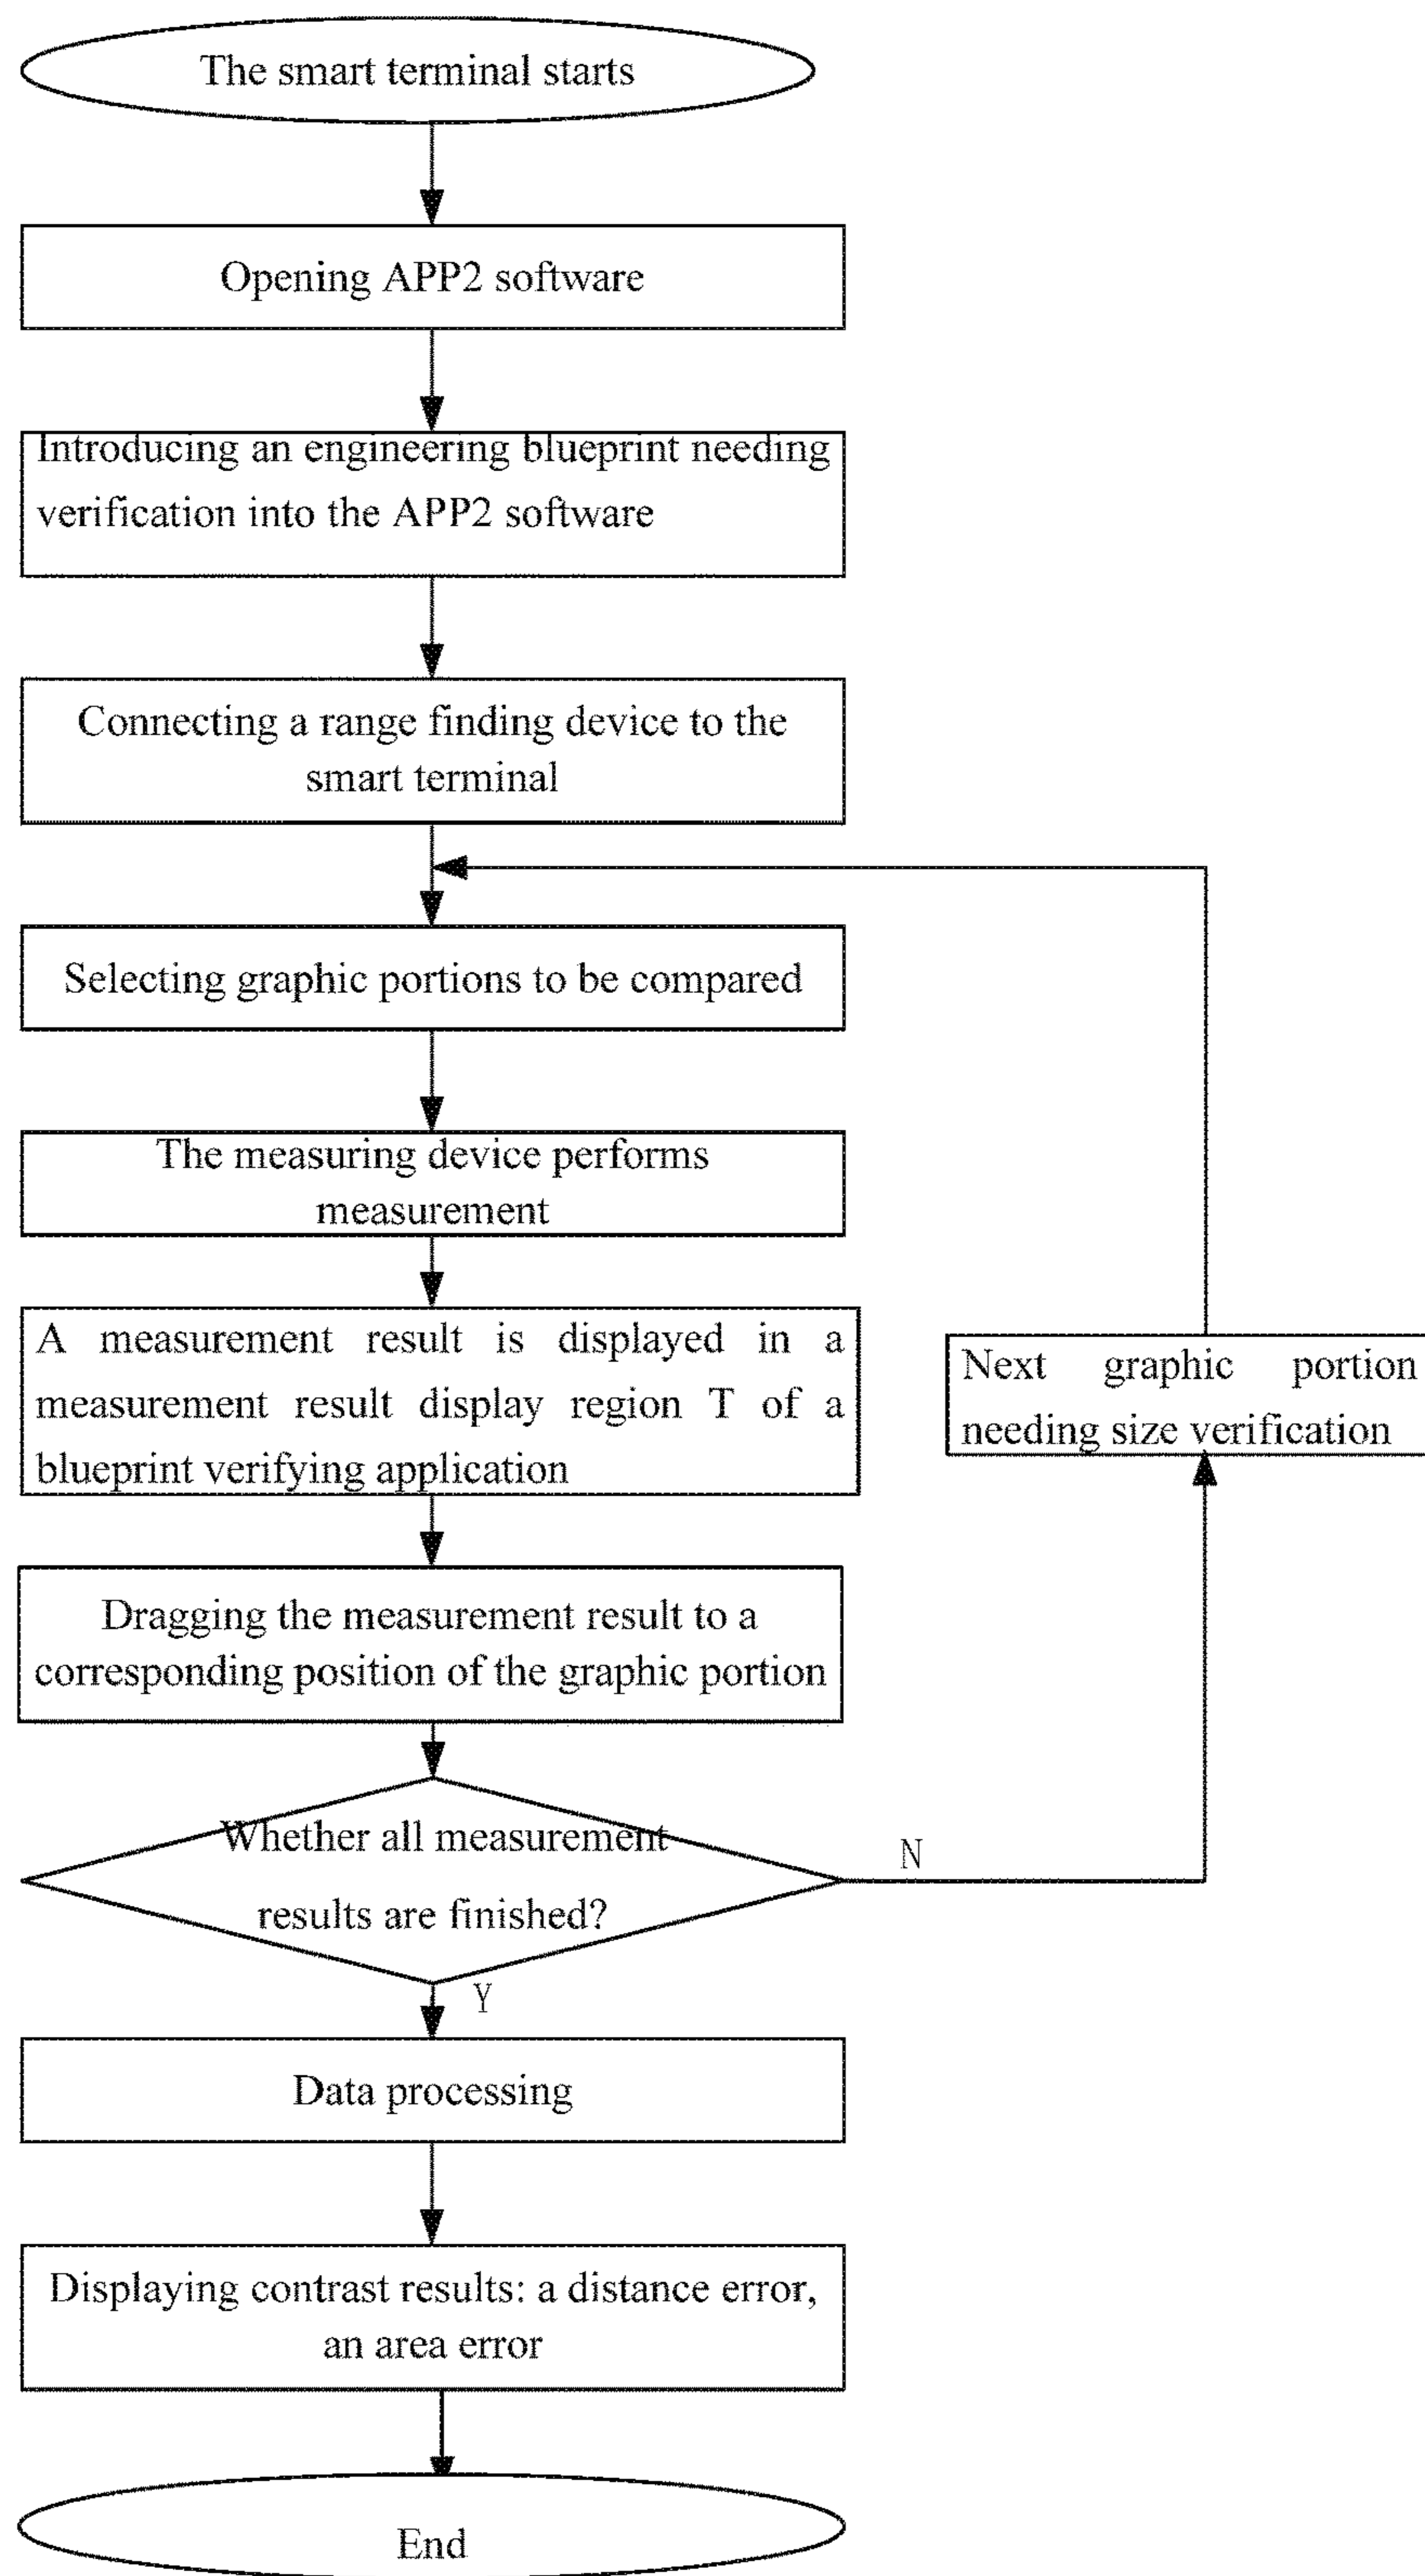 The smart terminal starts
Opening APP2 software
Introducing an engineering blueprint needing
verification into the APP2 software
Connecting a range finding device to the
smart terminal
Selecting graphic portions to be compared
The measuring device performs
measurement
A measurement result is displayed in a
measurement result display region T of a
blueprint verifying application
Next graphic portion
needing size verification
Dragging the measurement result to a
corresponding position of the graphic portion
Whether all measurement
results are finished?
N
Y
Data processing
Displaying contrast results: a distance error,
an area error
End